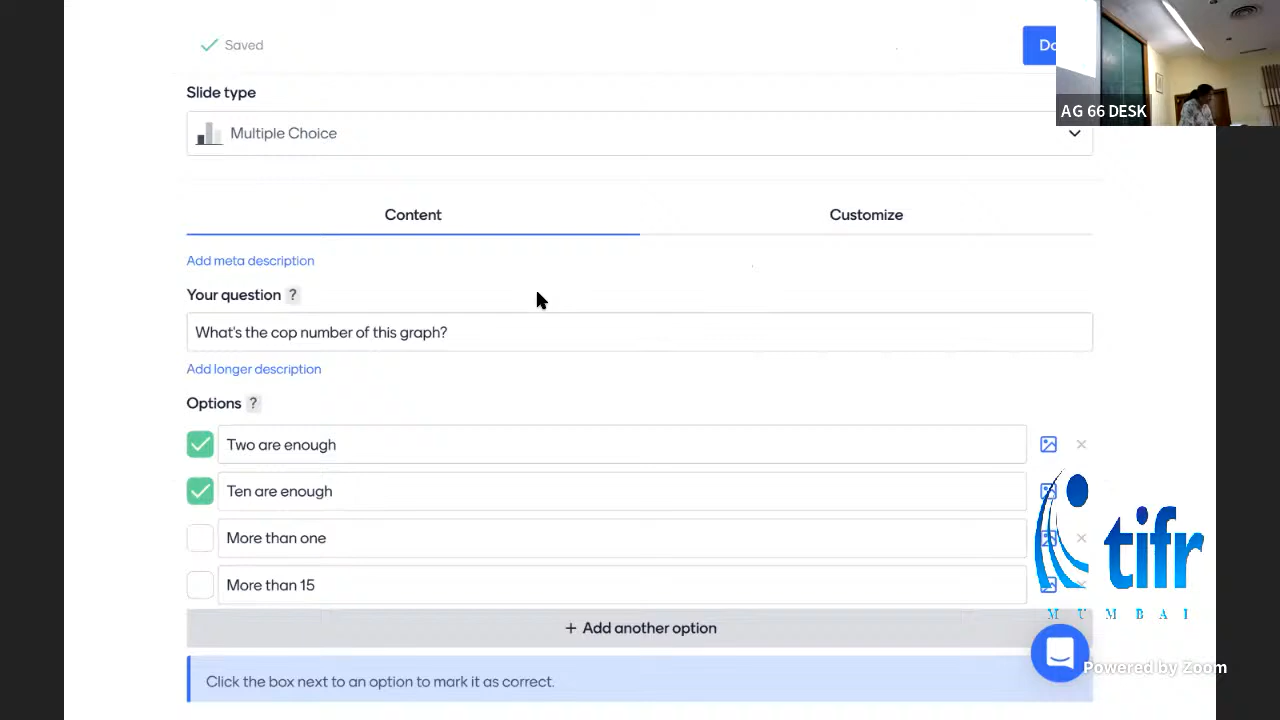 Saved
Do
AG 66 DESK
Slide type
Multiple Choice
Content
Customize
Add meta description
Your question ?
What's the cop number of this graph?
Add longer description
Options ?
Two are enough
Ten are enough
More than one
More than 15
tifr
MUMBAI
+ Add another option
Powered by Zoom
Click the box next to an option to mark it as correct.